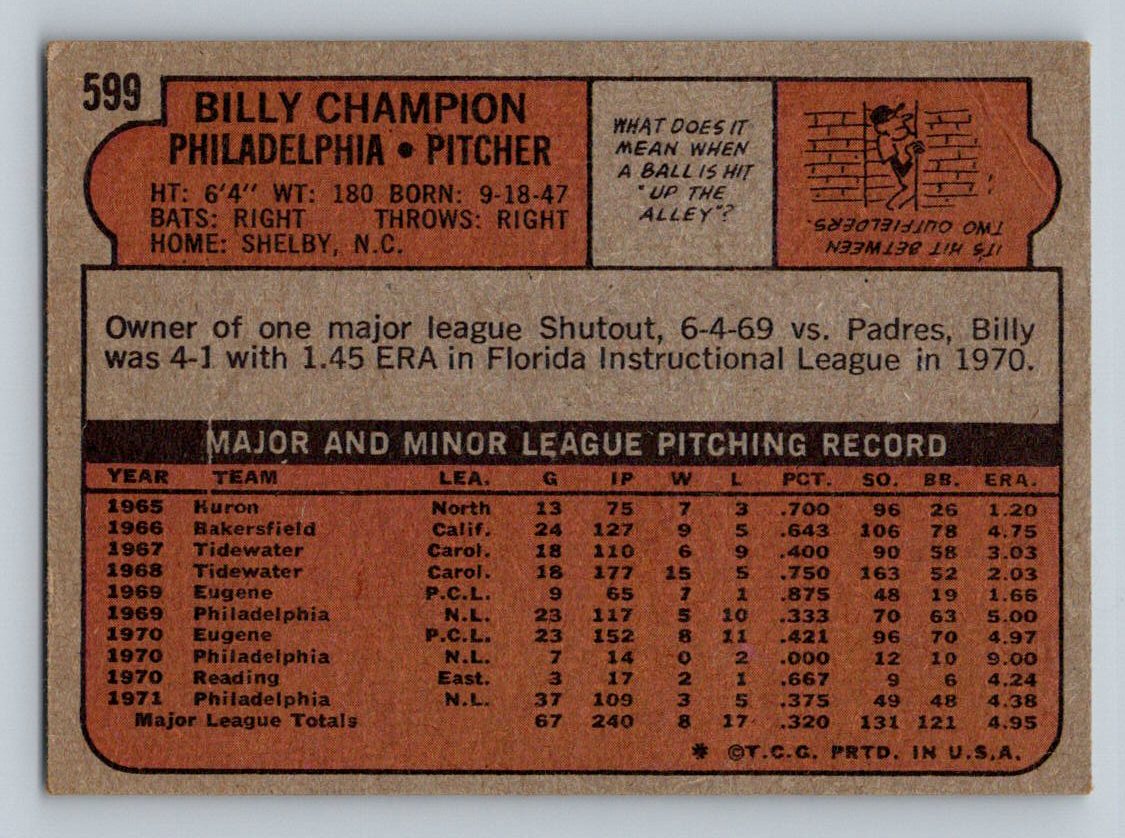 599
BILLY CHAMPION
PHILADELPHIA • PITCHER
HT: 6'4" WT: 180 BORN: 9-18-47
BATS: RIGHT THROWS: RIGHT
HOME: SHELBY, N.C.
WHAT DOES IT
MEAN WHEN
A BALL IS HIT
"UP THE
ALLEY"?
IT'S HIT BETWEEN
TWO OUTFIELDERS.
Owner of one major league Shutout, 6-4-69 vs. Padres, Billy
was 4-1 with 1.45 ERA in Florida Instructional League in 1970.
MAJOR AND MINOR LEAGUE PITCHING RECORD
YEAR TEAM LEA. G IP W L PCT. SO. BB. ERA.
1965 Huron North 13 75 7 3 .700 96 26 1.20
1966 Bakersfield Calif. 24 127 9 5 .643 106 78 4.75
1967 Tidewater Carol. 18 110 6 9 .400 90 58 3.03
1968 Tidewater Carol. 18 177 15 5 .750 163 52 2.03
1969 Eugene P.C.L. 9 65 7 1 .875 48 19 1.66
1969 Philadelphia N.L. 23 117 5 10 .333 70 63 5.00
1970 Eugene P.C.L. 23 152 8 11 .421 96 70 4.97
1970 Philadelphia N.L. 7 14 0 2 .000 12 10 9.00
1970 Reading East. 3 17 2 1 .667 9 6 4.24
1971 Philadelphia N.L. 37 109 3 5 .375 49 48 4.38
Major League Totals 67 240 8 17 .320 131 121 4.95
* ©T.C.G. PRTD. IN U.S.A.